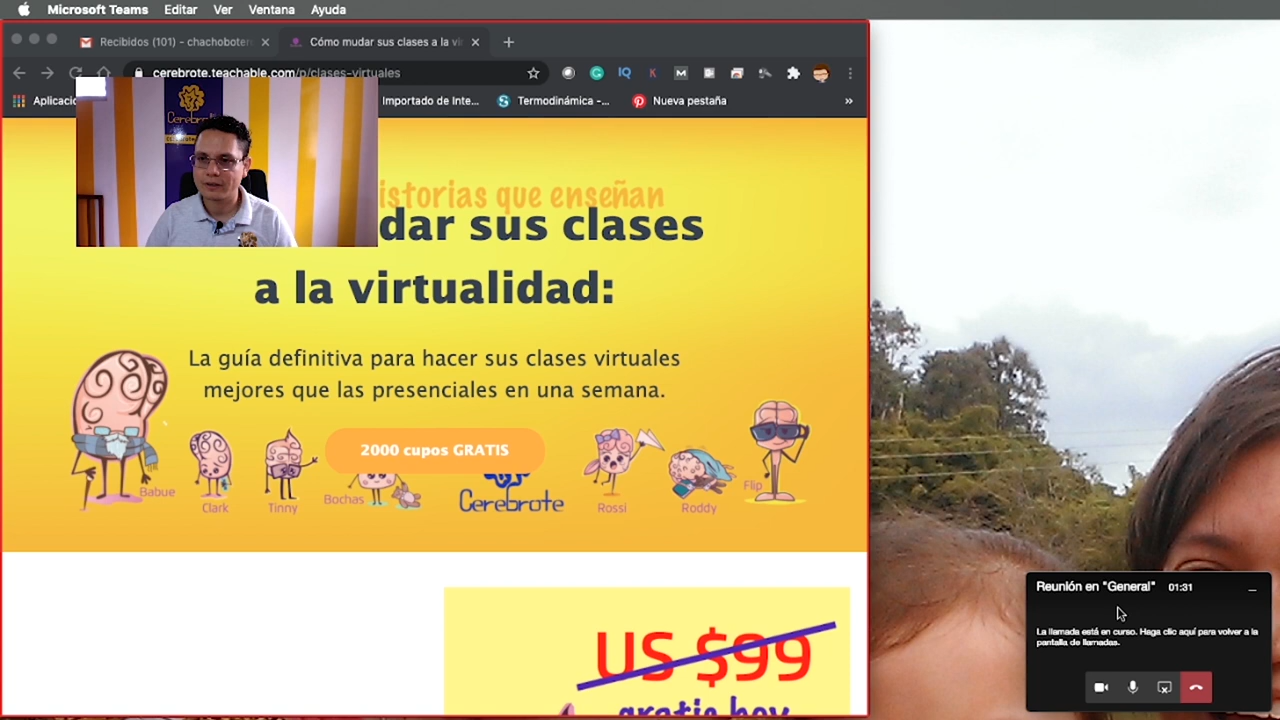 Microsoft Teams Editar Ver Ventana Ayuda
Recibidos (101) - chachoboter
Cómo mudar sus clases a la vi
cerebrote.teachable.com/p/clases-virtuales
IQ
K
M
Importado de Inte...
Termodinámica -...
Nueva pestaña
»
istorias que enseñan
dar sus clases
a la virtualidad:
La guía definitiva para hacer sus clases virtuales
mejores que las presenciales en una semana.
2000 cupos GRATIS
Babue
Clark
Tinny
Bochas
Cerebrote
Rossi
Roddy
Flip
US $99
gratis hoy
Reunión en "General" 01:31
La llamada está en curso. Haga clic aquí para volver a la
pantalla de llamadas.